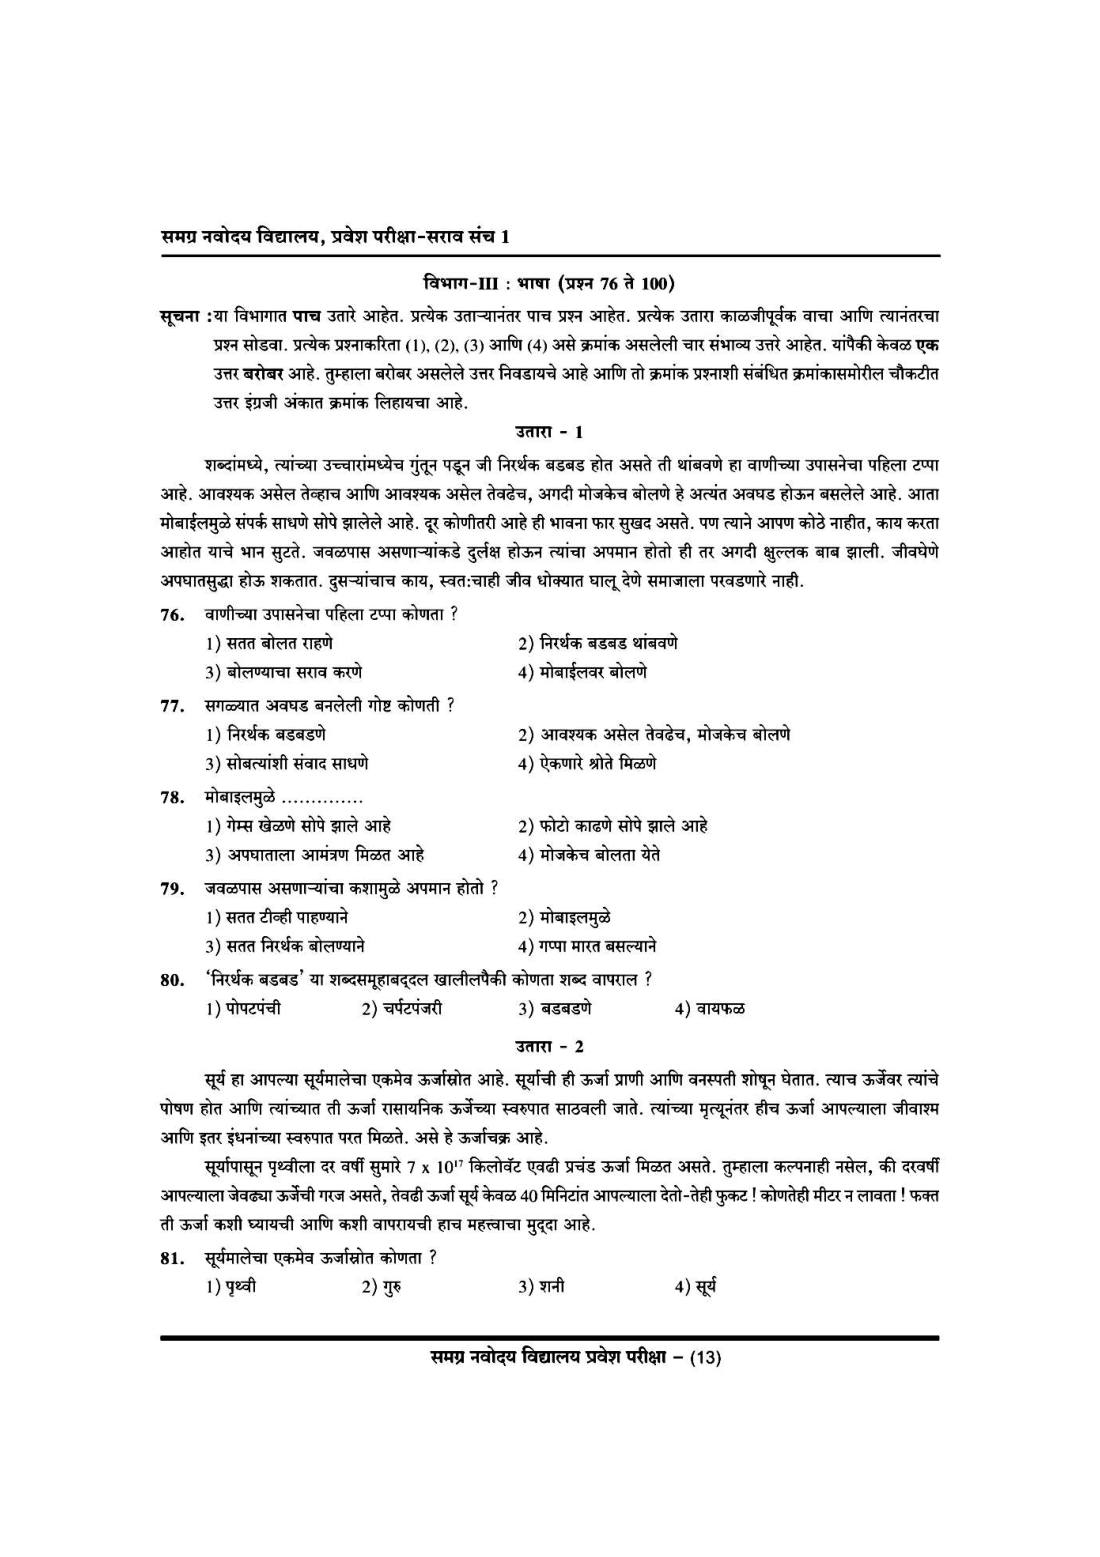 समग्र नवोदय विद्यालय, प्रवेश परीक्षा-सराव संच 1
विभाग-III : भाषा (प्रश्न 76 ते 100)
सूचना :या विभागात पाच उतारे आहेत. प्रत्येक उताऱ्यानंतर पाच प्रश्न आहेत. प्रत्येक उतारा काळजीपूर्वक वाचा आणि त्यानंतरचा
प्रश्न सोडवा. प्रत्येक प्रश्नाकरिता (1), (2), (3) आणि (4) असे क्रमांक असलेली चार संभाव्य उत्तरे आहेत. यांपैकी केवळ एक
उत्तर बरोबर आहे. तुम्हाला बरोबर असलेले उत्तर निवडायचे आहे आणि तो क्रमांक प्रश्नाशी संबंधित क्रमांकासमोरील चौकटीत
उत्तर इंग्रजी अंकात क्रमांक लिहायचा आहे.
उतारा - 1
शब्दांमध्ये, त्यांच्या उच्चारांमध्येच गुंतून पडून जी निरर्थक बडबड होत असते ती थांबवणे हा वाणीच्या उपासनेचा पहिला टप्पा
आहे. आवश्यक असेल तेव्हाच आणि आवश्यक असेल तेवढेच, अगदी मोजकेच बोलणे हे अत्यंत अवघड होऊन बसलेले आहे. आता
मोबाईलमुळे संपर्क साधणे सोपे झालेले आहे. दूर कोणीतरी आहे ही भावना फार सुखद असते. पण त्याने आपण कोठे नाहीत, काय करता
आहोत याचे भान सुटते. जवळपास असणाऱ्यांकडे दुर्लक्ष होऊन त्यांचा अपमान होतो ही तर अगदी क्षुल्लक बाब झाली. जीवघेणे
अपघातसुद्धा होऊ शकतात. दुसऱ्यांचाच काय, स्वत:चाही जीव धोक्यात घालू देणे समाजाला परवडणारे नाही.
76. वाणीच्या उपासनेचा पहिला टप्पा कोणता ?
1) सतत बोलत राहणे 2) निरर्थक बडबड थांबवणे
3) बोलण्याचा सराव करणे 4) मोबाईलवर बोलणे
77. सगळ्यात अवघड बनलेली गोष्ट कोणती ?
1) निरर्थक बडबडणे 2) आवश्यक असेल तेवढेच, मोजकेच बोलणे
3) सोबत्यांशी संवाद साधणे 4) ऐकणारे श्रोते मिळणे
78. मोबाइलमुळे ..............
1) गेम्स खेळणे सोपे झाले आहे 2) फोटो काढणे सोपे झाले आहे
3) अपघाताला आमंत्रण मिळत आहे 4) मोजकेच बोलता येते
79. जवळपास असणाऱ्यांचा कशामुळे अपमान होतो ?
1) सतत टीव्ही पाहण्याने 2) मोबाइलमुळे
3) सतत निरर्थक बोलण्याने 4) गप्पा मारत बसल्याने
80. 'निरर्थक बडबड' या शब्दसमूहाबद्दल खालीलपैकी कोणता शब्द वापराल ?
1) पोपटपंची 2) चर्पटपंजरी 3) बडबडणे 4) वायफळ
उतारा - 2
सूर्य हा आपल्या सूर्यमालेचा एकमेव ऊर्जास्रोत आहे. सूर्याची ही ऊर्जा प्राणी आणि वनस्पती शोषून घेतात. त्याच ऊर्जेवर त्यांचे
पोषण होत आणि त्यांच्यात ती ऊर्जा रासायनिक ऊर्जेच्या स्वरुपात साठवली जाते. त्यांच्या मृत्यूनंतर हीच ऊर्जा आपल्याला जीवाश्म
आणि इतर इंधनांच्या स्वरुपात परत मिळते. असे हे ऊर्जाचक्र आहे.
सूर्यापासून पृथ्वीला दर वर्षी सुमारे 7 x 10¹⁷ किलोवॅट एवढी प्रचंड ऊर्जा मिळत असते. तुम्हाला कल्पनाही नसेल, की दरवर्षी
आपल्याला जेवढ्या ऊर्जेची गरज असते, तेवढी ऊर्जा सूर्य केवळ 40 मिनिटांत आपल्याला देतो-तेही फुकट ! कोणतेही मीटर न लावता ! फक्त
ती ऊर्जा कशी घ्यायची आणि कशी वापरायची हाच महत्त्वाचा मुद्दा आहे.
81. सूर्यमालेचा एकमेव ऊर्जास्रोत कोणता ?
1) पृथ्वी 2) गुरु 3) शनी 4) सूर्य
समग्र नवोदय विद्यालय प्रवेश परीक्षा – (13)